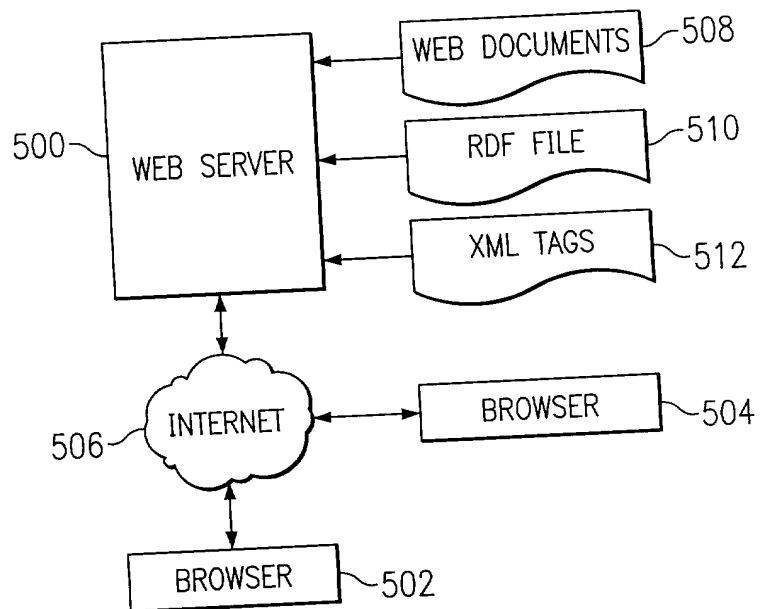 WEB DOCUMENTS
508
500
WEB SERVER
RDF FILE
510
XML TAGS
512
506
INTERNET
BROWSER
504
BROWSER
502